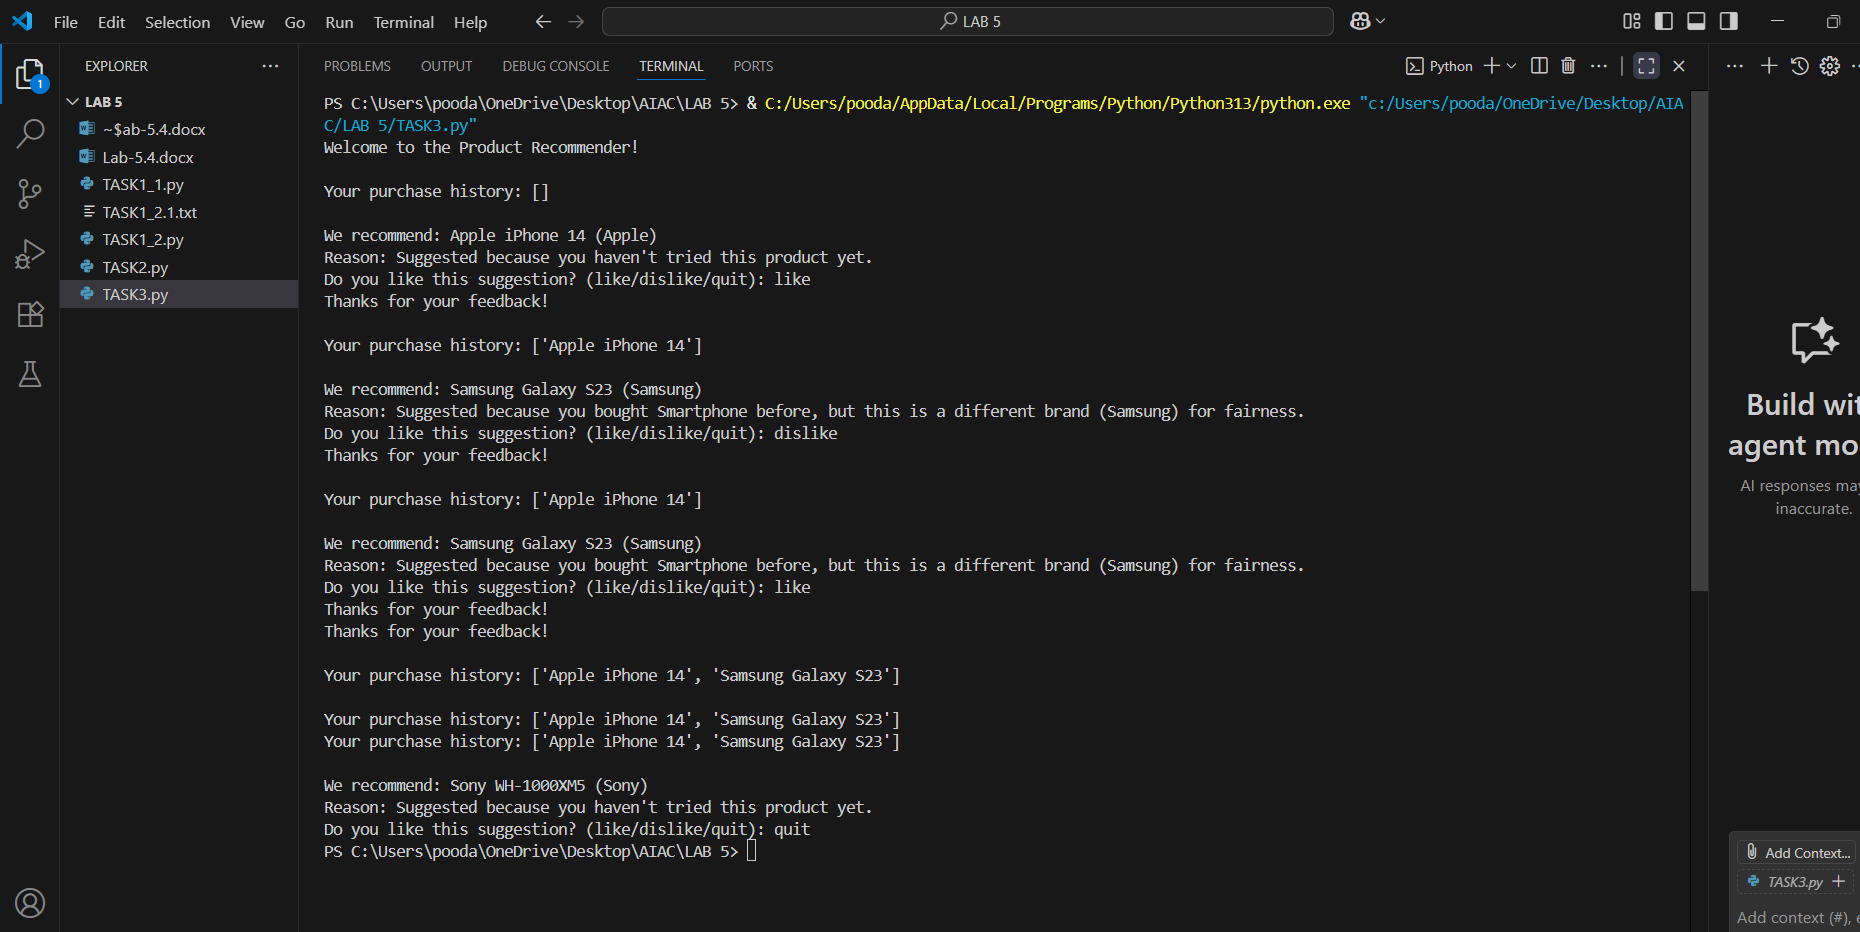 File Edit Selection View Go Run Terminal Help
LAB 5
EXPLORER
LAB 5
~$ab-5.4.docx
Lab-5.4.docx
TASK1_1.py
TASK1_2.1.txt
TASK1_2.py
TASK2.py
TASK3.py
1
PROBLEMS OUTPUT DEBUG CONSOLE TERMINAL PORTS
Python
PS C:\Users\pooda\OneDrive\Desktop\AIAC\LAB 5> & C:/Users/pooda/AppData/Local/Programs/Python/Python313/python.exe "c:/Users/pooda/OneDrive/Desktop/AIA
C/LAB 5/TASK3.py"
Welcome to the Product Recommender!
Your purchase history: []
We recommend: Apple iPhone 14 (Apple)
Reason: Suggested because you haven't tried this product yet.
Do you like this suggestion? (like/dislike/quit): like
Thanks for your feedback!
Your purchase history: ['Apple iPhone 14']
We recommend: Samsung Galaxy S23 (Samsung)
Reason: Suggested because you bought Smartphone before, but this is a different brand (Samsung) for fairness.
Do you like this suggestion? (like/dislike/quit): dislike
Thanks for your feedback!
Your purchase history: ['Apple iPhone 14']
We recommend: Samsung Galaxy S23 (Samsung)
Reason: Suggested because you bought Smartphone before, but this is a different brand (Samsung) for fairness.
Do you like this suggestion? (like/dislike/quit): like
Thanks for your feedback!
Thanks for your feedback!
Your purchase history: ['Apple iPhone 14', 'Samsung Galaxy S23']
Your purchase history: ['Apple iPhone 14', 'Samsung Galaxy S23']
Your purchase history: ['Apple iPhone 14', 'Samsung Galaxy S23']
We recommend: Sony WH-1000XM5 (Sony)
Reason: Suggested because you haven't tried this product yet.
Do you like this suggestion? (like/dislike/quit): quit
PS C:\Users\pooda\OneDrive\Desktop\AIAC\LAB 5>
Build wit
agent mo
AI responses may
inaccurate.
Add Context...
TASK3.py +
Add context (#), e